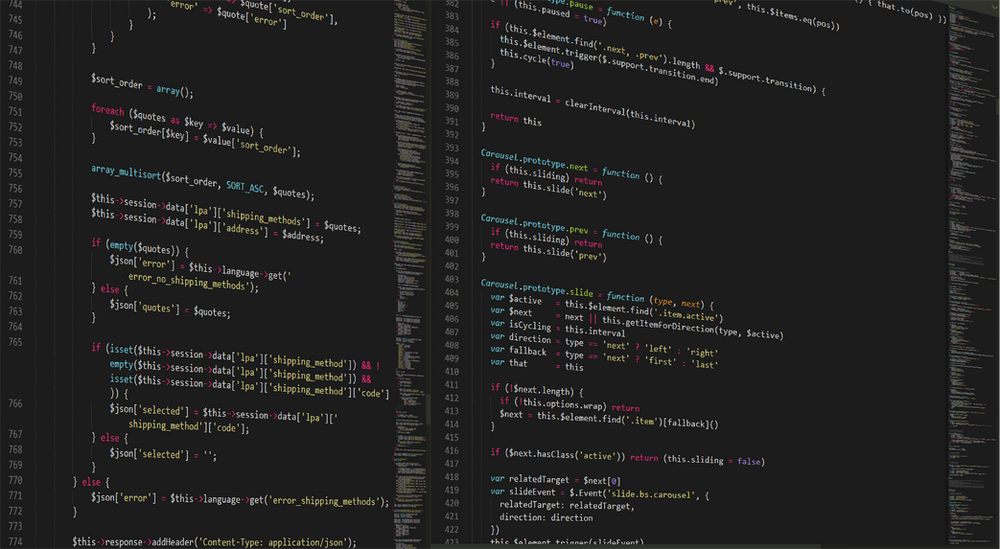 744
745
746
747
748
749
750
751
752
753
754
755
756
757
758
759
760
761
762
763
764
765
766
767
768
769
770
771
772
773
774
error' => $quote['sort_order'],
=> $quote['error']
);
}
}
}
$sort_order = array();
foreach ($quotes as $key => $value) {
$sort_order[$key] = $value['sort_order'];
}
array_multisort($sort_order, SORT_ASC, $quotes);
$this->session->data['lpa']['shipping_methods'] = $quotes;
$this->session->data['lpa']['address'] = $address;
if (empty($quotes)) {
$json['error'] = $this->language->get('
error_no_shipping_methods');
} else {
$json['quotes'] = $quotes;
}
if (isset($this->session->data['lpa']['shipping_method']) && !
empty($this->session->data['lpa']['shipping_method']) &&
isset($this->session->data['lpa']['shipping_method']['code']
)) {
$json['selected'] = $this->session->data['lpa']['
shipping_method']['code'];
} else {
$json['selected'] = '';
}
} else {
$json['error'] = $this->language->get('error_shipping_methods');
}
$this->response->addHeader('Content-Type: application/json');
382
383
384
385
386
387
388
389
390
391
392
393
394
395
396
397
398
399
400
401
402
403
404
405
406
407
408
409
410
411
412
413
414
415
416
417
418
419
420
421
422
423
prev', this.$items.eq(pos))
{ that.to(pos) })
.pause = function (e) {
|| (this.paused = true)
if (this.$element.find('.next, .prev').length && $.support.transition) {
this.$element.trigger($.support.transition.end)
this.cycle(true)
}
this.interval = clearInterval(this.interval)
return this
}
Carousel.prototype.next = function () {
if (this.sliding) return
return this.slide('next')
}
Carousel.prototype.prev = function () {
if (this.sliding) return
return this.slide('prev')
}
Carousel.prototype.slide = function (type, next) {
var $active = this.$element.find('.item.active')
var $next = next || this.getItemForDirection(type, $active)
var isCycling = this.interval
var direction = type == 'next' ? 'left' : 'right'
var fallback = type == 'next' ? 'first' : 'last'
var that = this
if (!$next.length) {
if (!this.options.wrap) return
$next = this.$element.find('.item')[fallback]()
}
if ($next.hasClass('active')) return (this.sliding = false)
var relatedTarget = $next[0]
var slideEvent = $.Event('slide.bs.carousel', {
relatedTarget: relatedTarget,
direction: direction
})
this.$element.trigger(slideEvent)